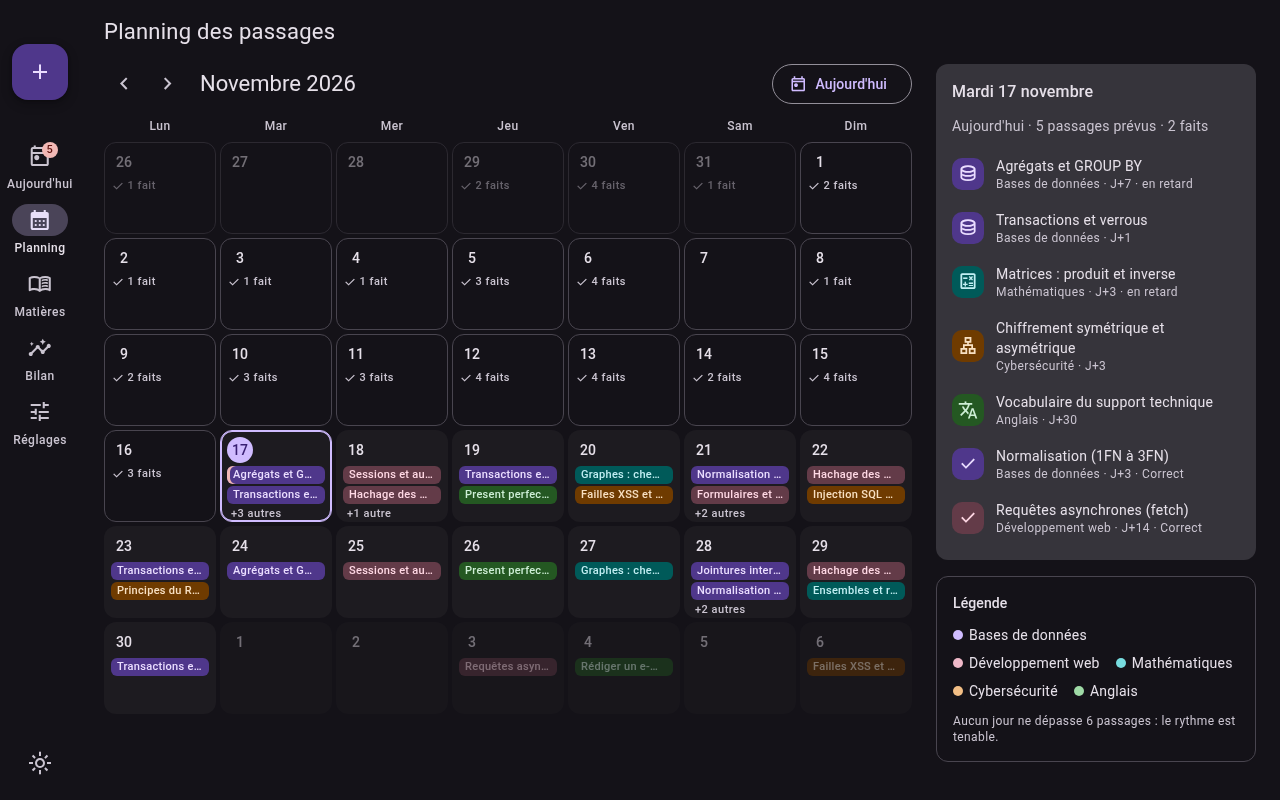 Planning des passages
Novembre 2026
Aujourd'hui
5
Aujourd'hui
Planning
Matières
Bilan
Réglages
Lun Mar Mer Jeu Ven Sam Dim
26 27 28 29 30 31 1
1 fait 2 faits 4 faits 1 fait 2 faits
2 3 4 5 6 7 8
1 fait 1 fait 1 fait 3 faits 4 faits 1 fait
9 10 11 12 13 14 15
2 faits 3 faits 3 faits 4 faits 4 faits 2 faits 4 faits
16 17 18 19 20 21 22
3 faits Agrégats et G... Sessions et au... Transactions e... Graphes : che... Normalisation ... Hachage des ...
Transactions e... Hachage des ... Present perfec... Failles XSS et ... Formulaires et ... Injection SQL ...
+3 autres +1 autre +2 autres
23 24 25 26 27 28 29
Transactions e... Agrégats et G... Sessions et au... Present perfec... Graphes : che... Jointures inter... Hachage des ...
Principes du R... Normalisation ... Ensembles et r...
+2 autres
30 1 2 3 4 5 6
Transactions e... Requêtes asyn... Rédiger un e-... Failles XSS et ...
Mardi 17 novembre
Aujourd'hui · 5 passages prévus · 2 faits
Agrégats et GROUP BY
Bases de données · J+7 · en retard
Transactions et verrous
Bases de données · J+1
Matrices : produit et inverse
Mathématiques · J+3 · en retard
Chiffrement symétrique et
asymétrique
Cybersécurité · J+3
Vocabulaire du support technique
Anglais · J+30
Normalisation (1FN à 3FN)
Bases de données · J+3 · Correct
Requêtes asynchrones (fetch)
Développement web · J+14 · Correct
Légende
Bases de données
Développement web Mathématiques
Cybersécurité Anglais
Aucun jour ne dépasse 6 passages : le rythme est
tenable.